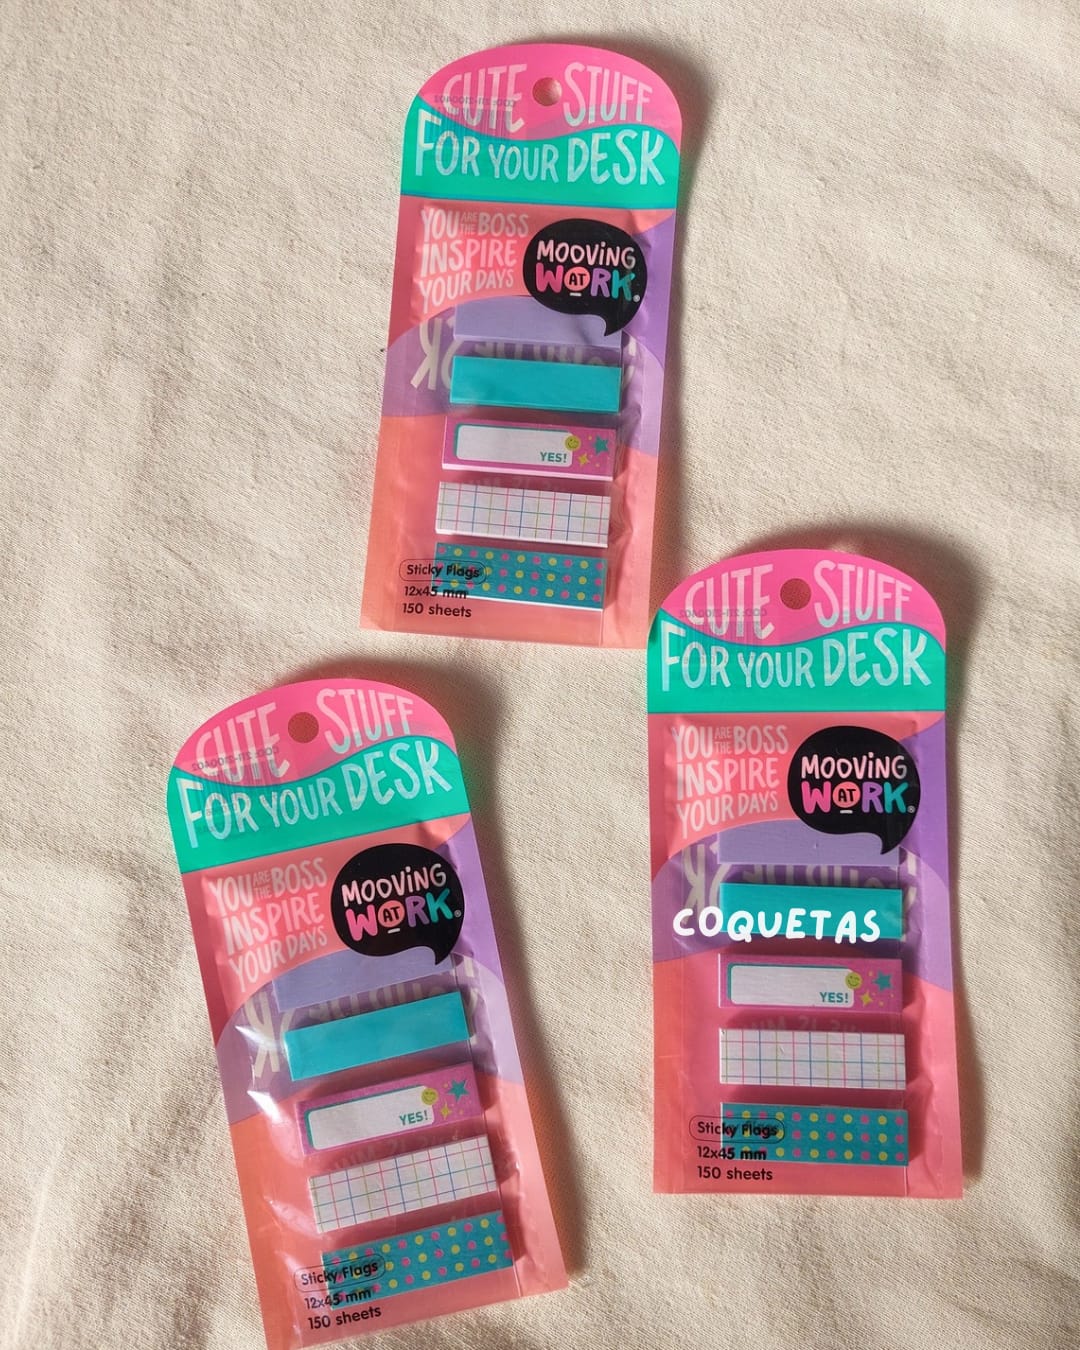 CUTE STUFF
FOR YOUR DESK
YOU ARE THE BOSS
INSPIRE
YOUR DAYS
MOOVING
AT
WORK®
YES!
Sticky Flags
12x45 mm
150 sheets
CUTE STUFF
FOR YOUR DESK
YOU ARE THE BOSS
INSPIRE
YOUR DAYS
MOOVING
AT
WORK®
COQUETAS
YES!
Sticky Flags
12x45 mm
150 sheets
CUTE STUFF
FOR YOUR DESK
YOU ARE THE BOSS
INSPIRE
YOUR DAYS
MOOVING
AT
WORK®
YES!
Sticky Flags
12x45 mm
150 sheets